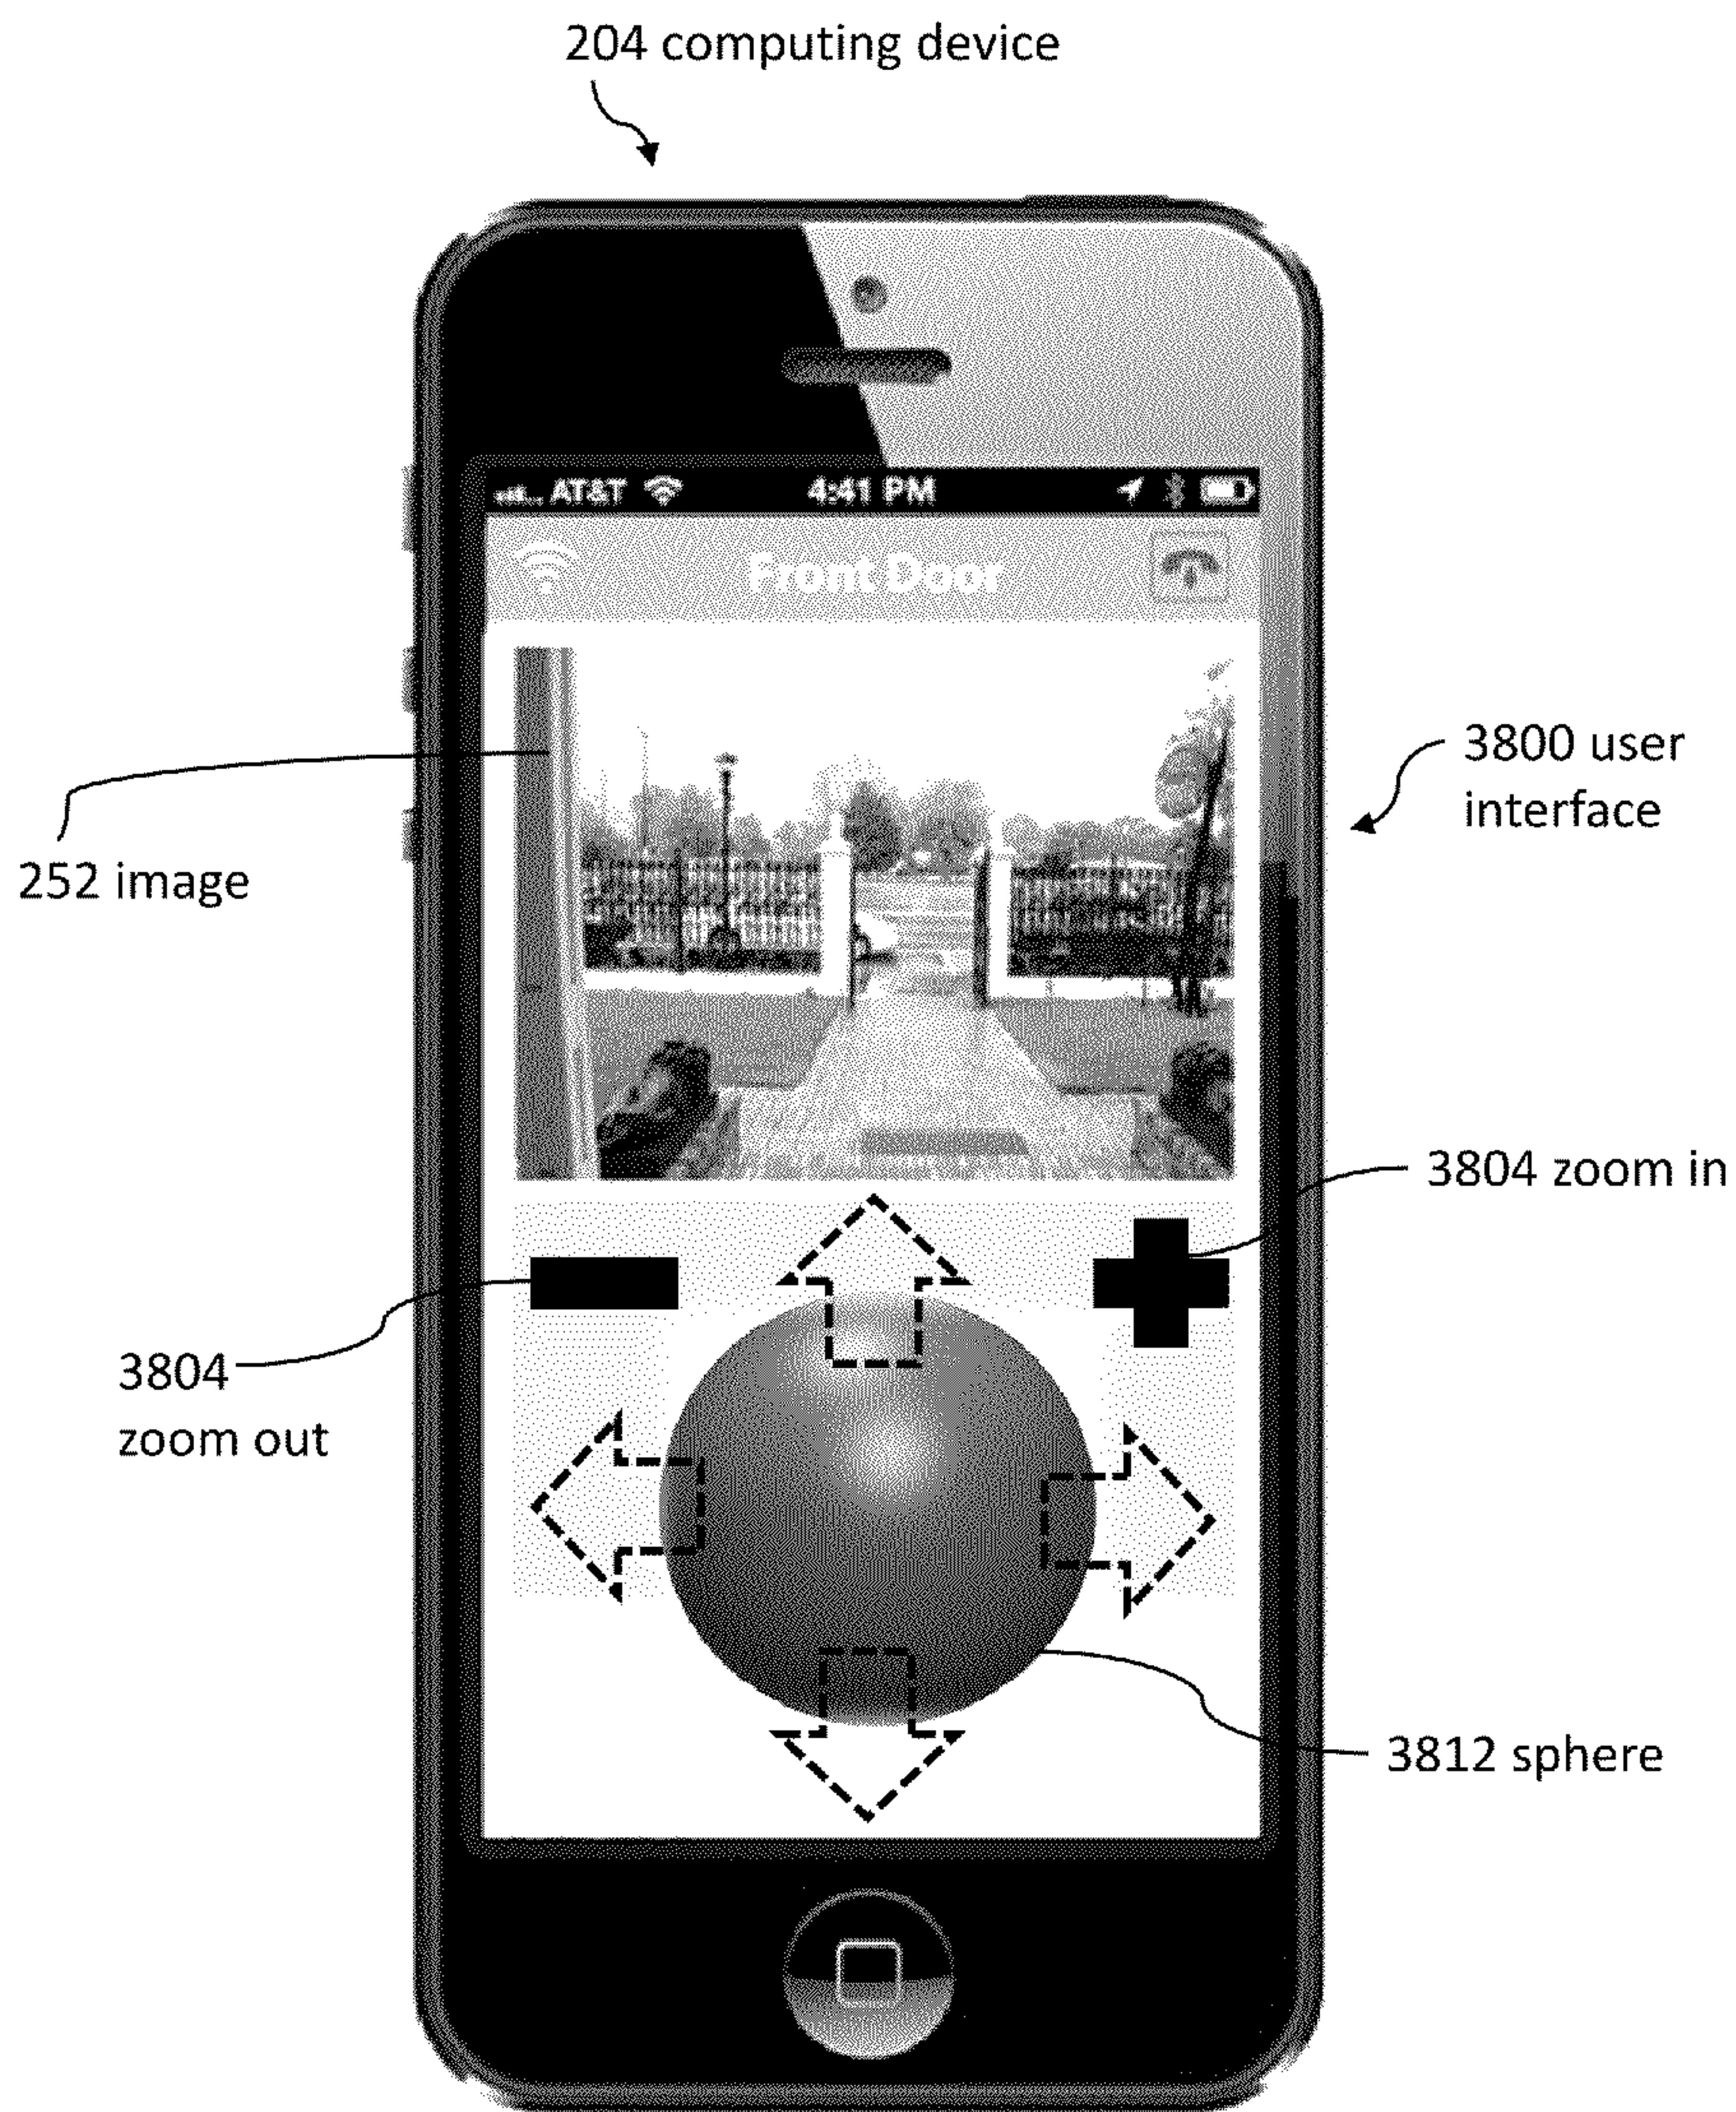 204 computing device
AT&T
4:41 PM
Front Door
3800 user
interface
252 image
3804 zoom in
3804
zoom out
3812 sphere